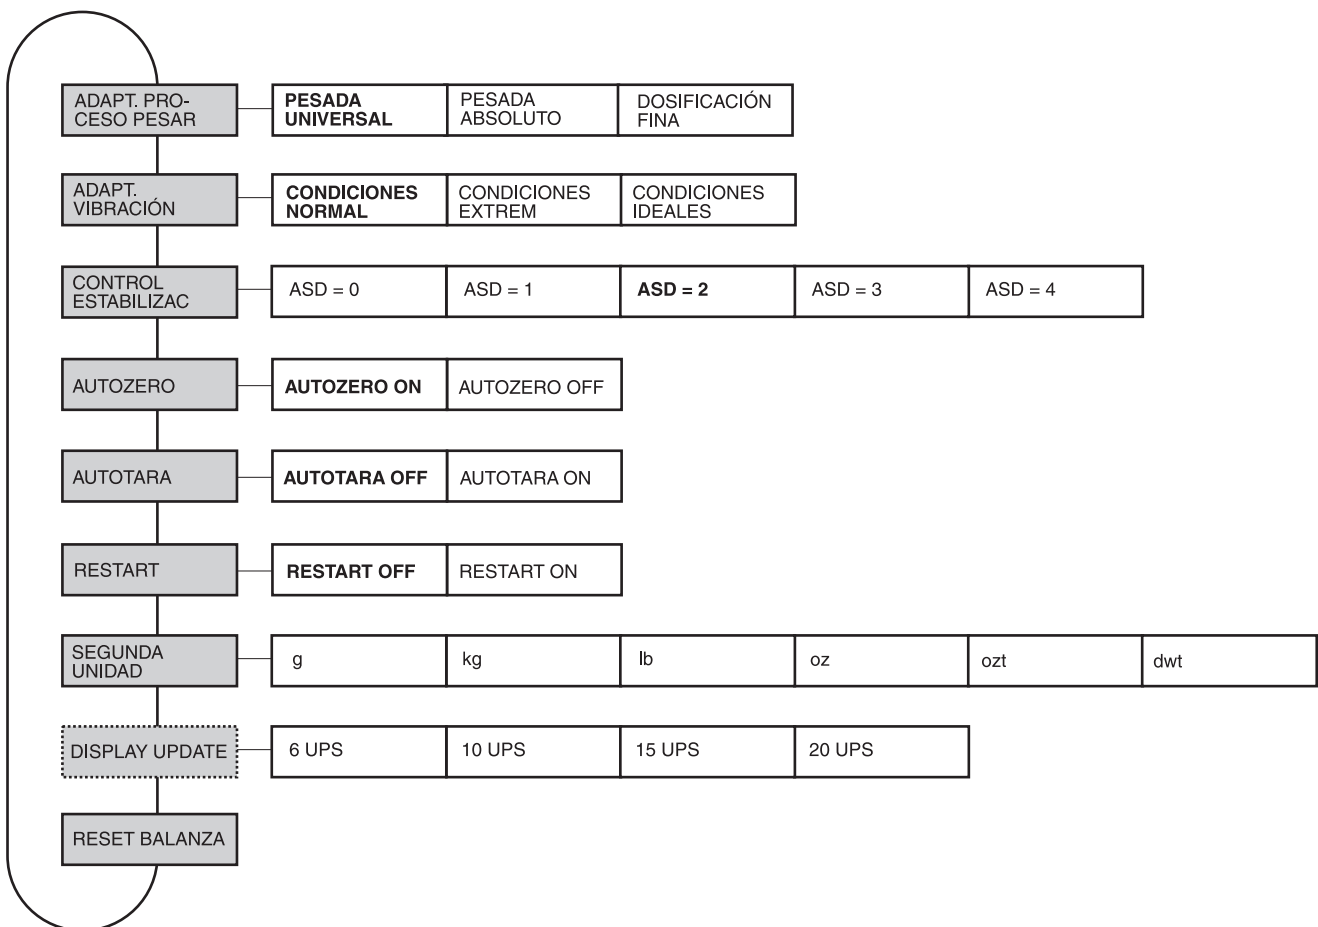 ADAPT. PRO-
CESO PESAR
PESADA
UNIVERSAL
PESADA
ABSOLUTO
DOSIFICACIÓN
FINA
ADAPT.
VIBRACIÓN
CONDICIONES
NORMAL
CONDICIONES
EXTREM
CONDICIONES
IDEALES
CONTROL
ESTABILIZAC
ASD = 0
ASD = 1
ASD = 2
ASD = 3
ASD = 4
AUTOZERO
AUTOZERO ON
AUTOZERO OFF
AUTOTARA
AUTOTARA OFF
AUTOTARA ON
RESTART
RESTART OFF
RESTART ON
SEGUNDA
UNIDAD
g
kg
lb
oz
ozt
dwt
DISPLAY UPDATE
6 UPS
10 UPS
15 UPS
20 UPS
RESET BALANZA